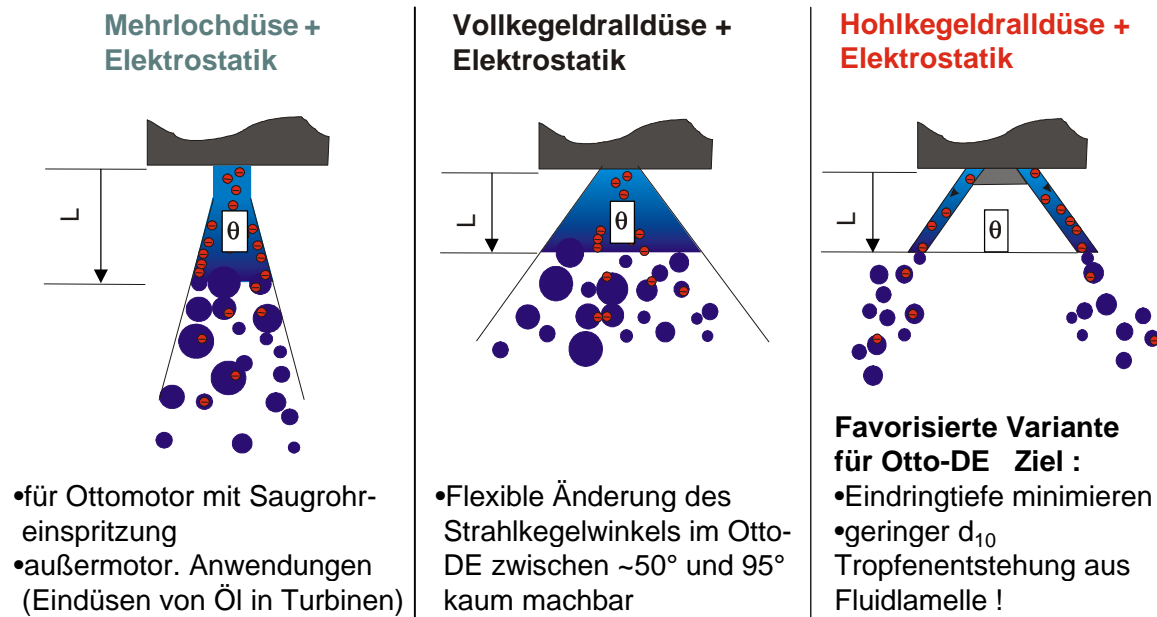 Mehrlochdüse +
Elektrostatik
L
θ
•für Ottomotor mit Saugrohr-
einspritzung
•außermotor. Anwendungen
(Eindüsen von Öl in Turbinen)
Vollkegeldralldüse +
Elektrostatik
L
θ
•Flexible Änderung des
Strahlkegelwinkels im Otto-
DE zwischen ~50° und 95°
kaum machbar
Hohlkegeldralldüse +
Elektrostatik
L
θ
Favorisierte Variante
für Otto-DE Ziel :
•Eindringtiefe minimieren
•geringer d₁₀
Tropfenentstehung aus
Fluidlamelle !